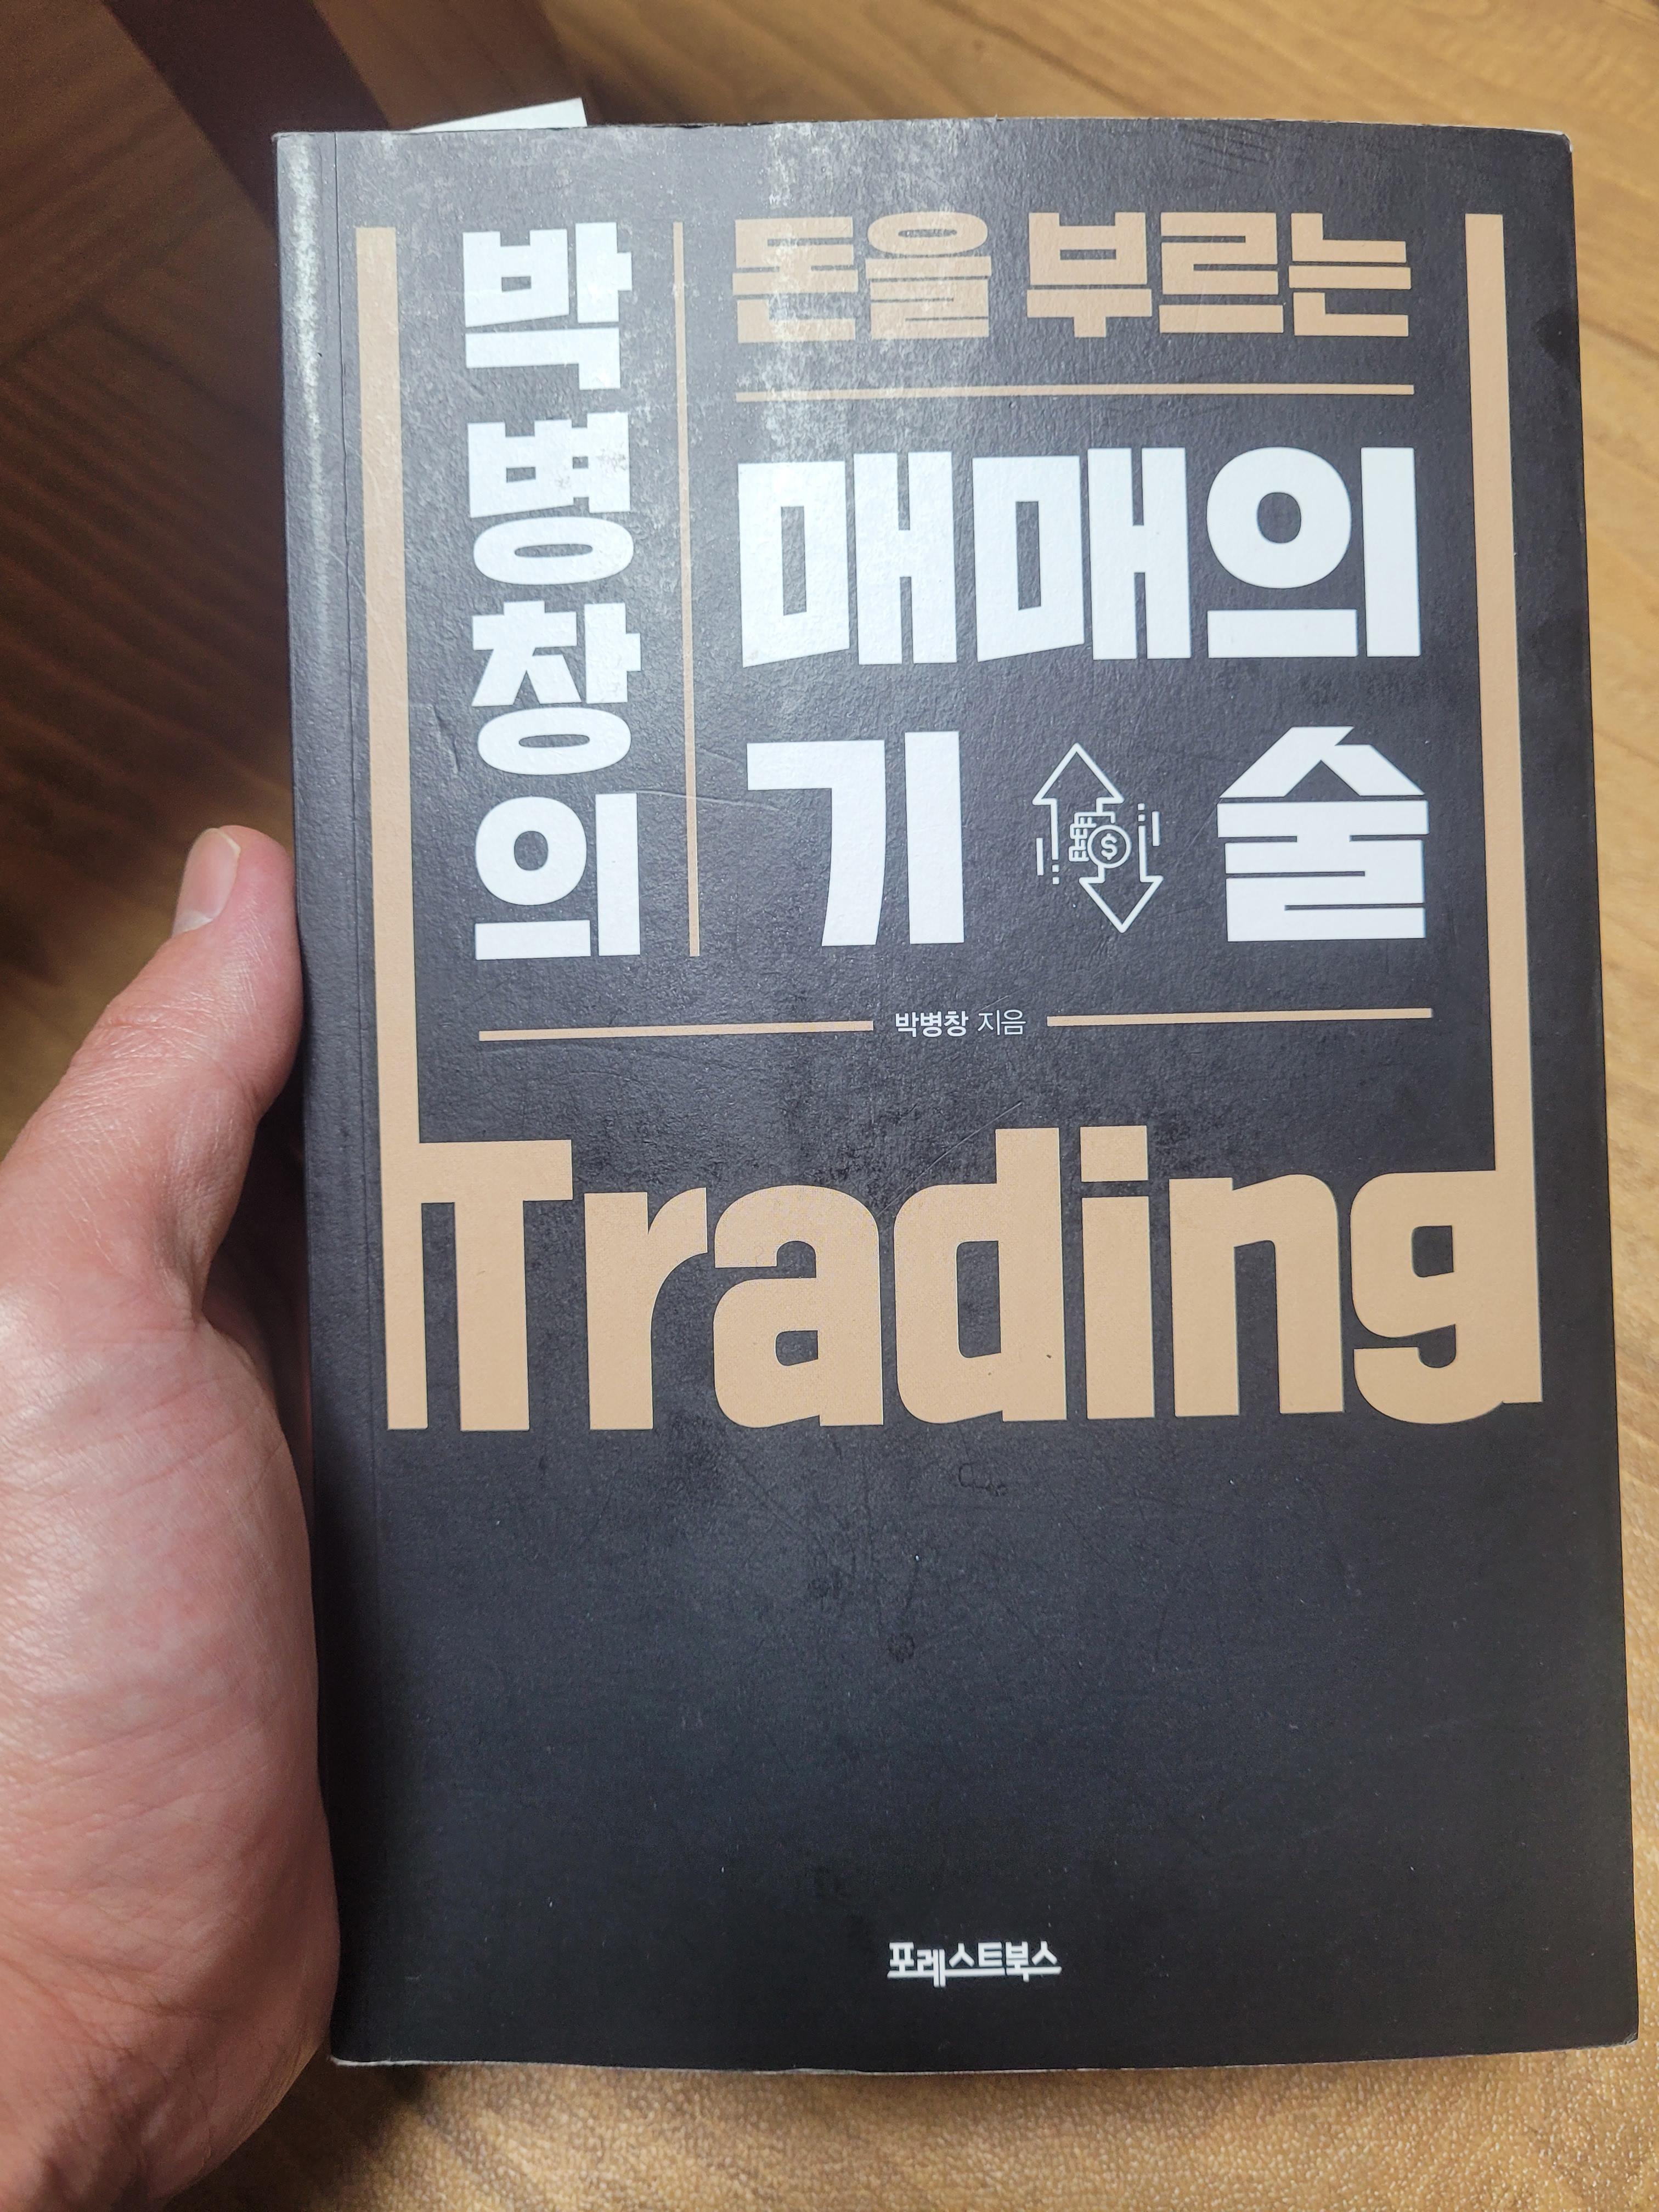 박병창의
돈을 부르는
매매의
기술
박병창 지음
Trading
포레스트북스